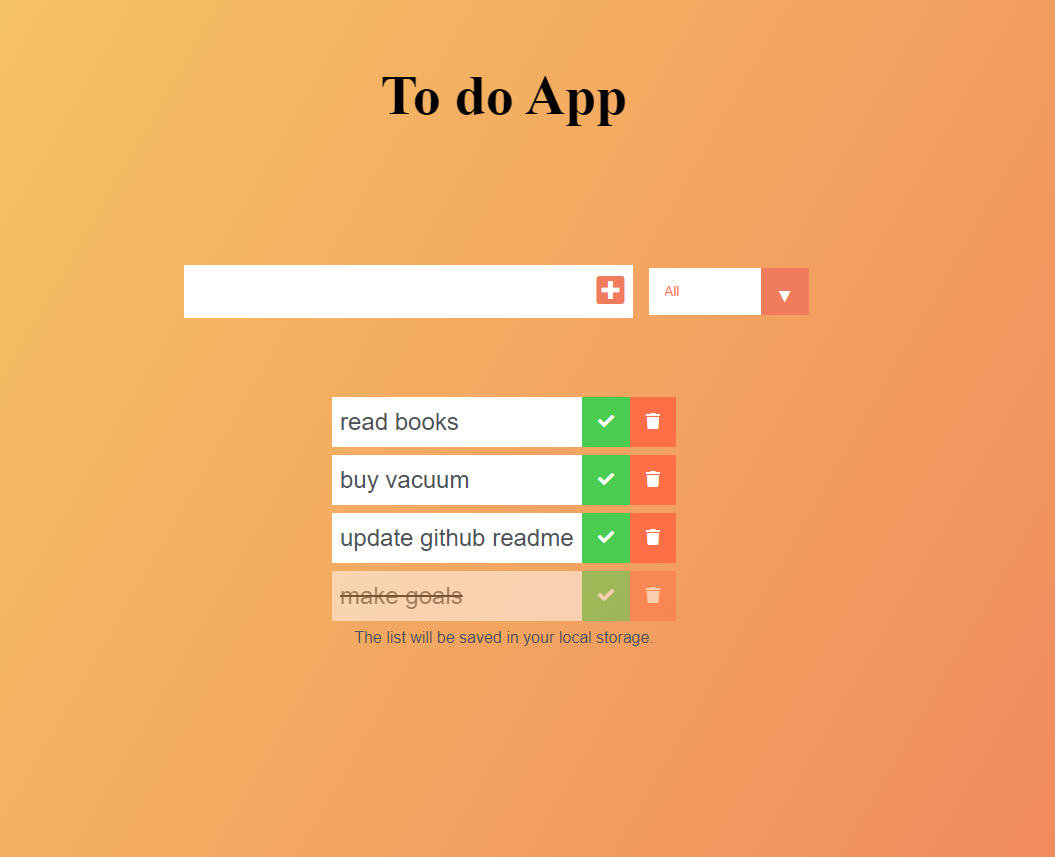 To do App
All
read books
buy vacuum
update github readme
make goals
The list will be saved in your local storage.